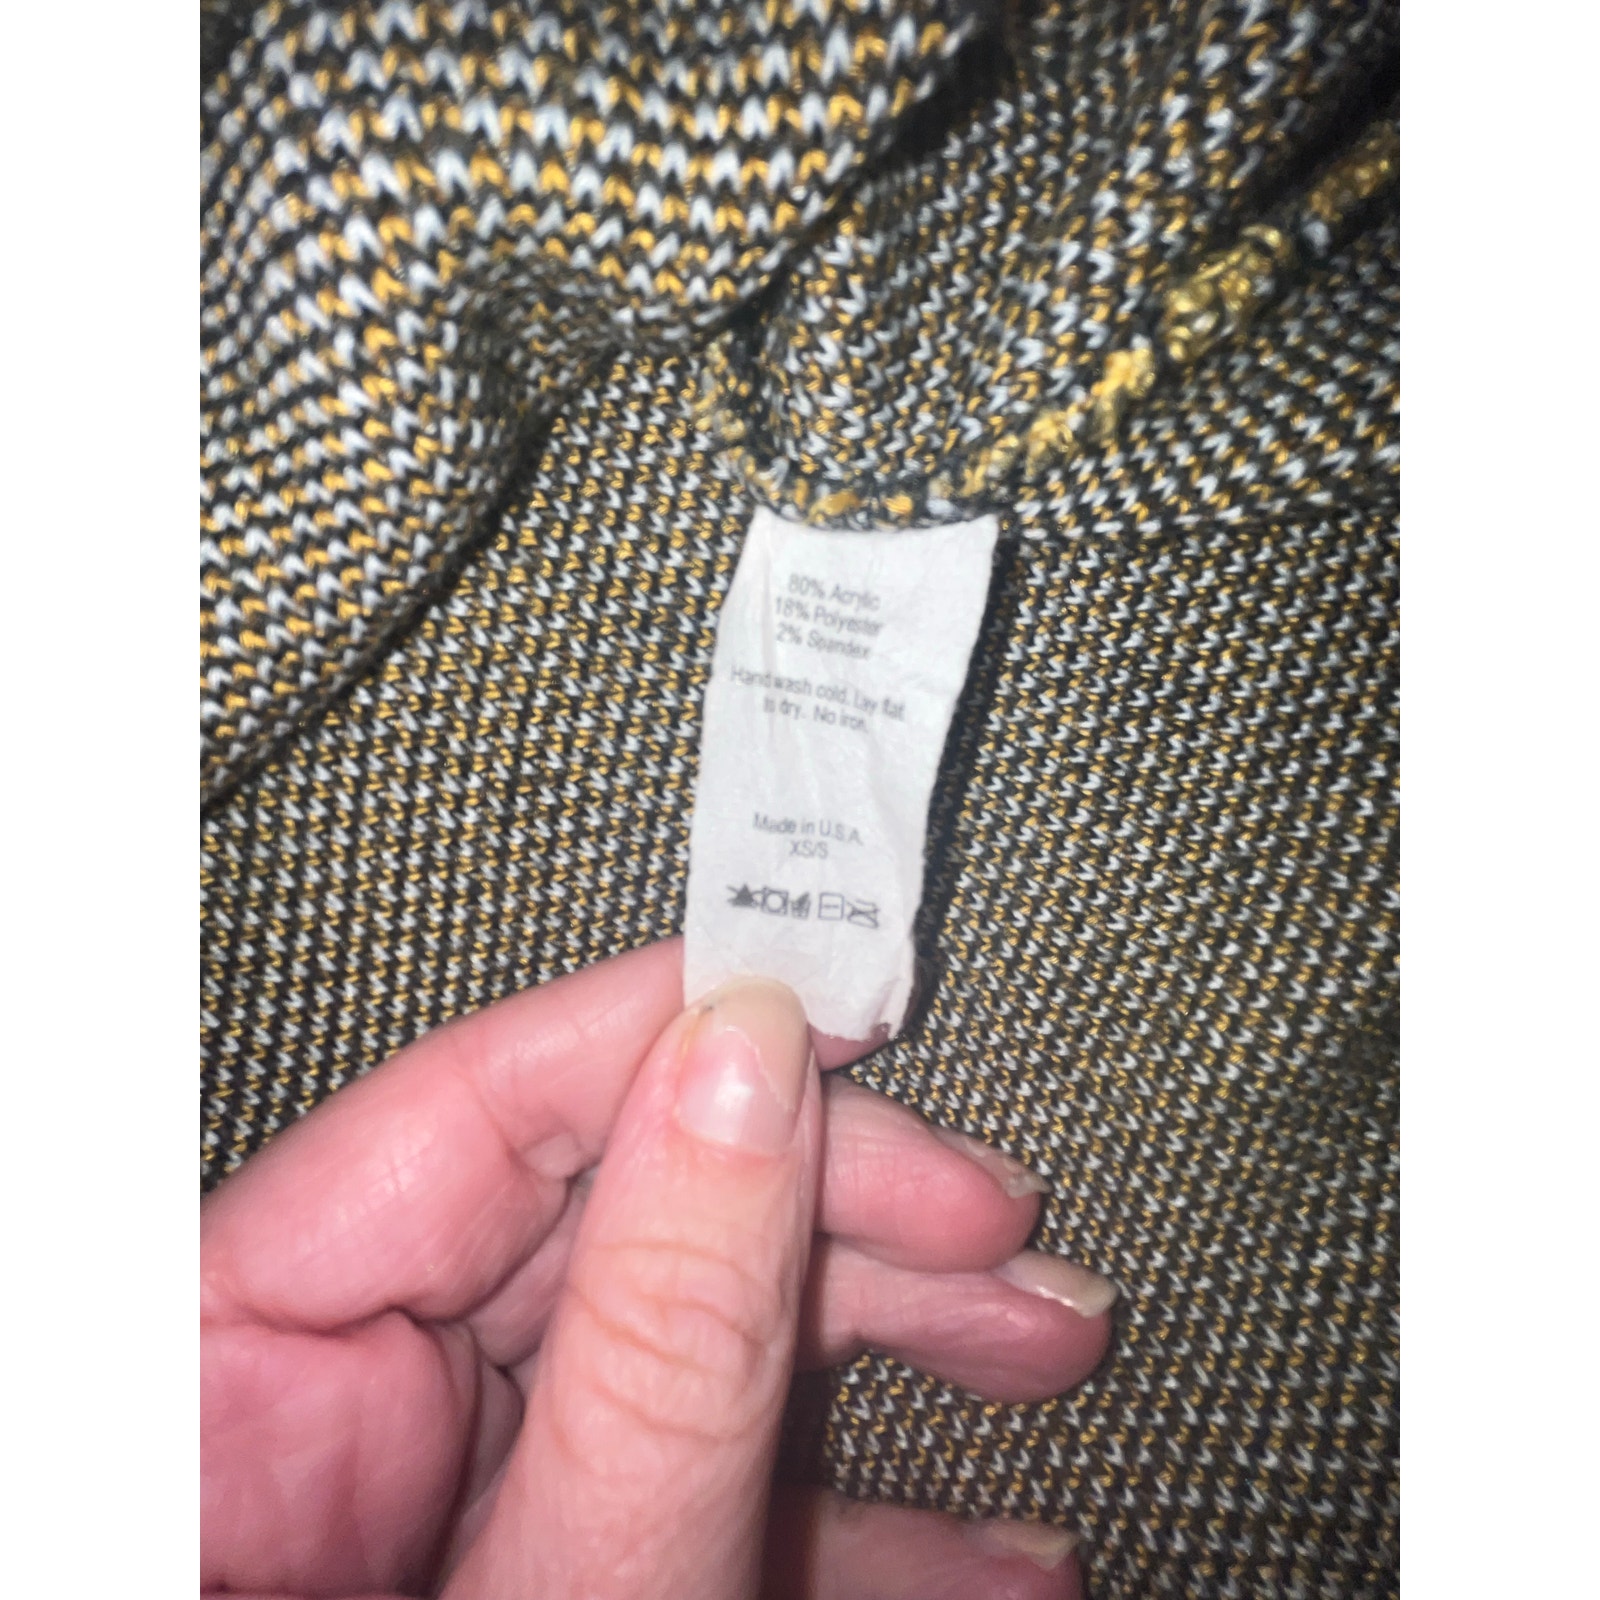 80% Acrylic
18% Polyester
2% Spandex
Hand wash cold. Lay flat
to dry. No iron.
Made in U.S.A.
XS/S